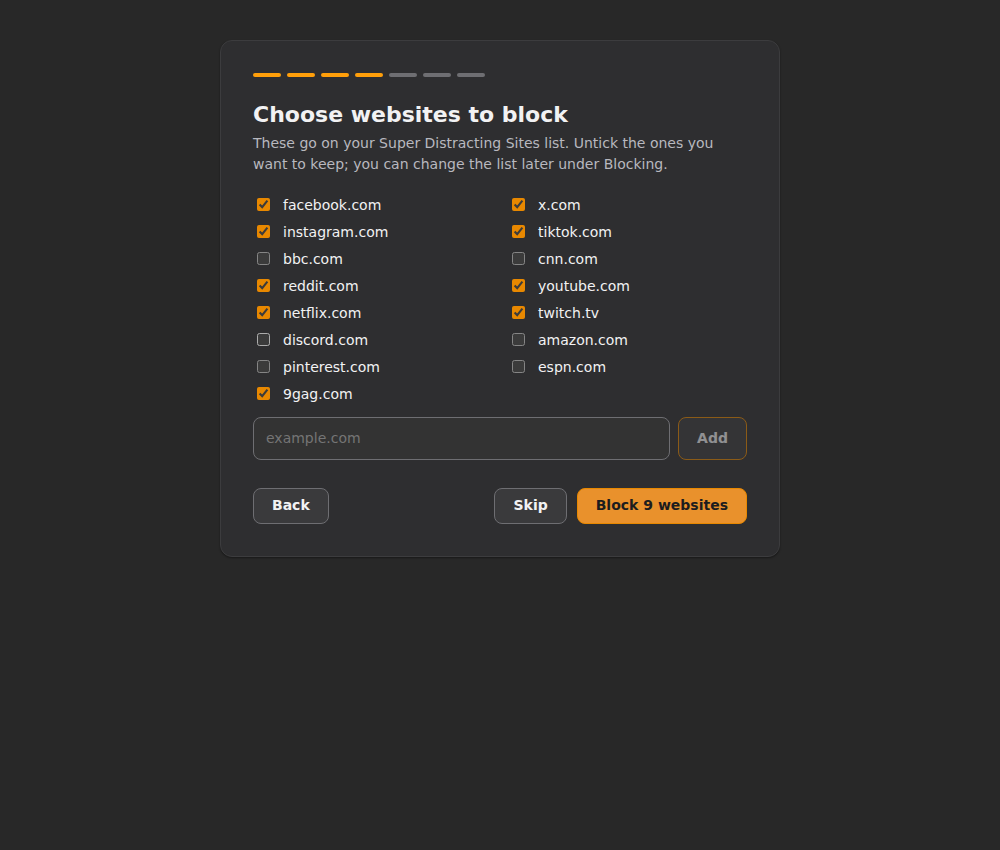 Choose websites to block
These go on your Super Distracting Sites list. Untick the ones you
want to keep; you can change the list later under Blocking.
facebook.com
x.com
instagram.com
tiktok.com
bbc.com
cnn.com
reddit.com
youtube.com
netflix.com
twitch.tv
discord.com
amazon.com
pinterest.com
espn.com
9gag.com
example.com
Add
Back
Skip
Block 9 websites